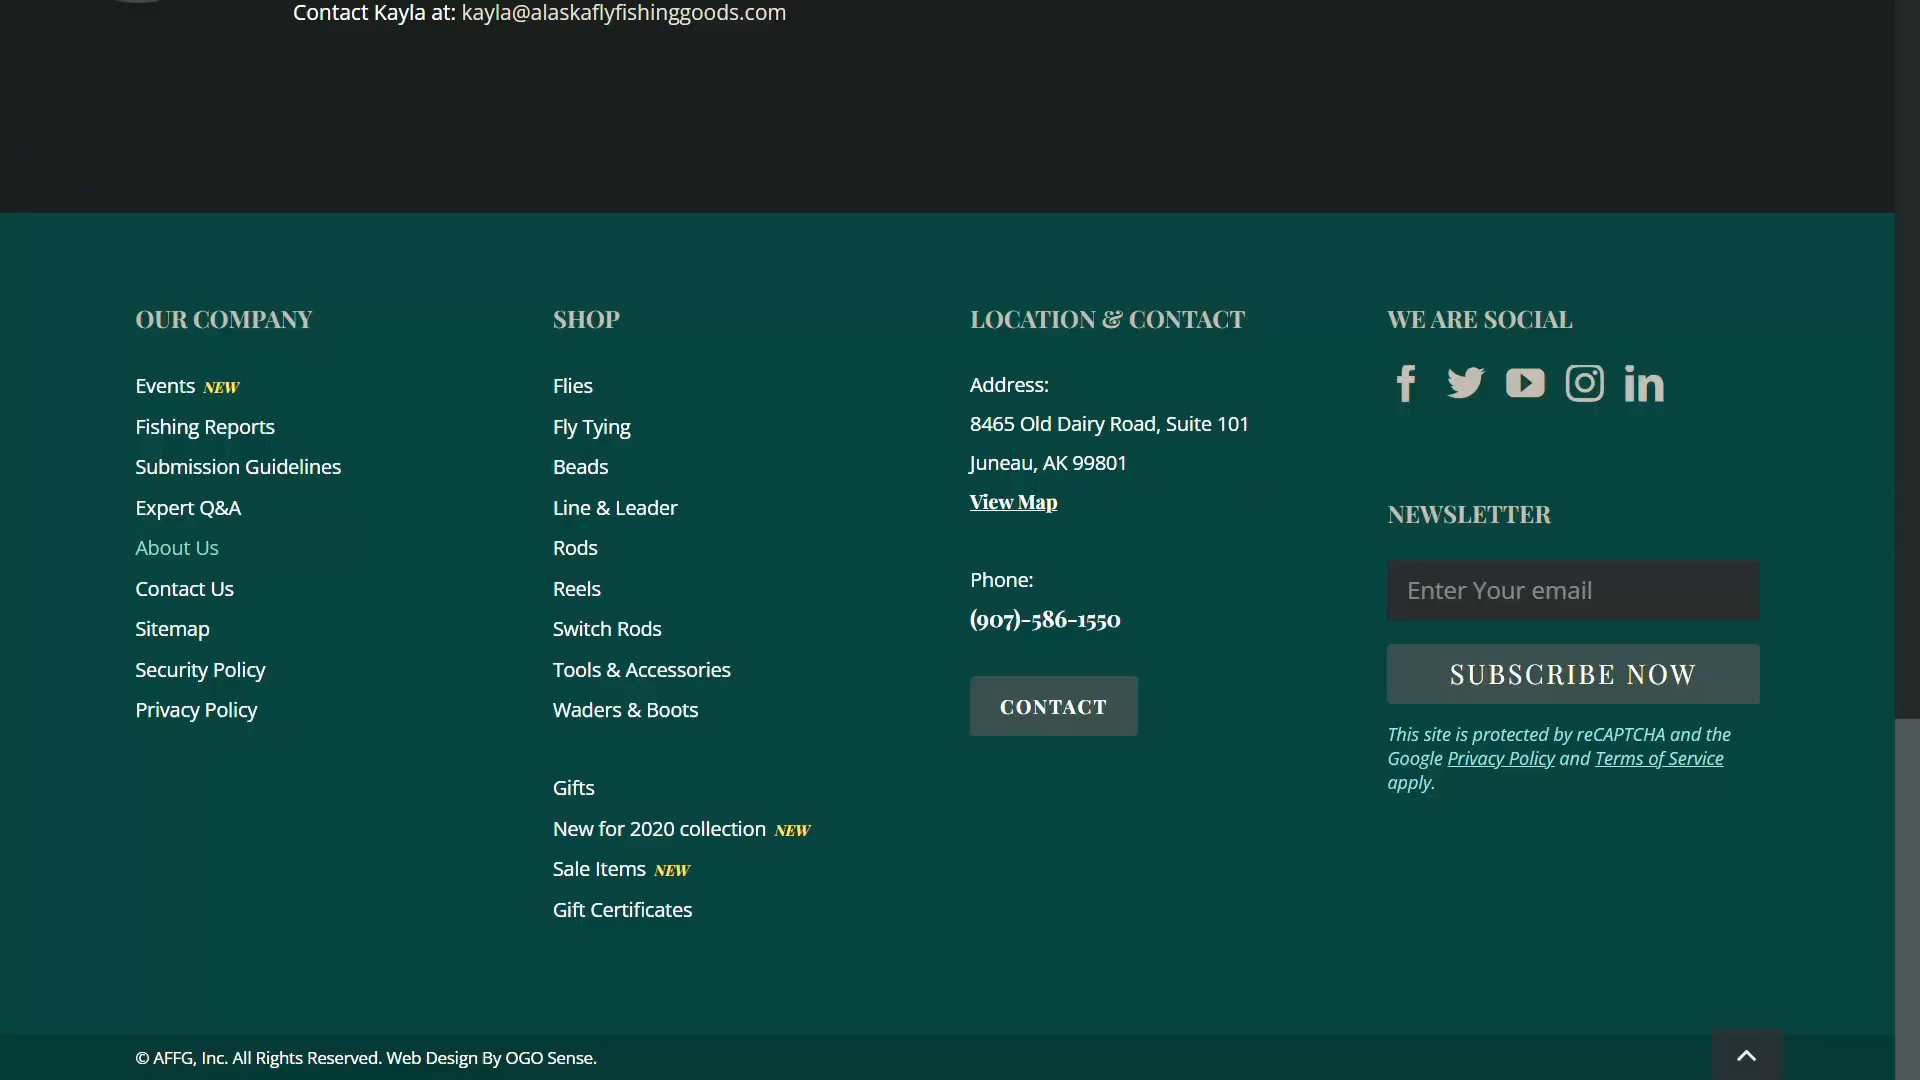 Contact Kayla at: kayla@alaskaflyfishinggoods.com
OUR COMPANY
Events NEW
Fishing Reports
Submission Guidelines
Expert Q&A
About Us
Contact Us
Sitemap
Security Policy
Privacy Policy
SHOP
Flies
Fly Tying
Beads
Line & Leader
Rods
Reels
Switch Rods
Tools & Accessories
Waders & Boots
Gifts
New for 2020 collection NEW
Sale Items NEW
Gift Certificates
LOCATION & CONTACT
Address:
8465 Old Dairy Road, Suite 101
Juneau, AK 99801
View Map
Phone:
(907)-586-1550
CONTACT
WE ARE SOCIAL
NEWSLETTER
Enter Your email
SUBSCRIBE NOW
This site is protected by reCAPTCHA and the
Google Privacy Policy and Terms of Service
apply.
© AFFG, Inc. All Rights Reserved. Web Design By OGO Sense.